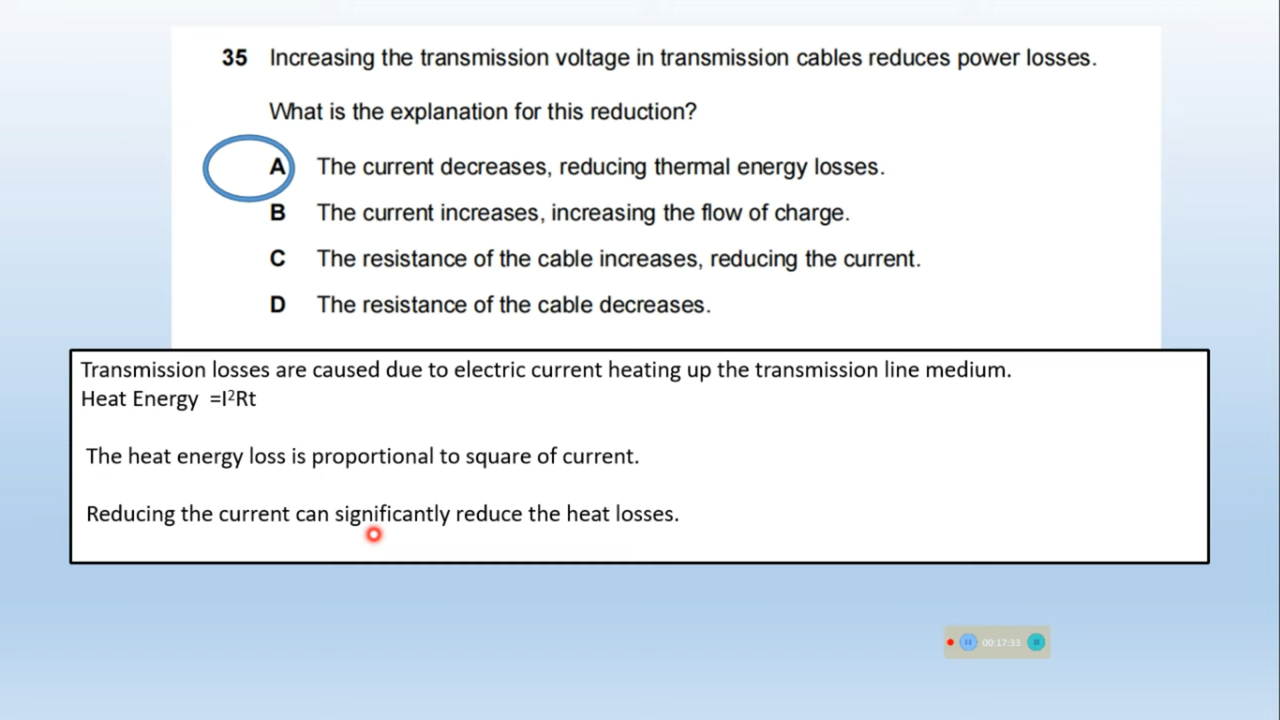 35 Increasing the transmission voltage in transmission cables reduces power losses.
What is the explanation for this reduction?
A The current decreases, reducing thermal energy losses.
B The current increases, increasing the flow of charge.
C The resistance of the cable increases, reducing the current.
D The resistance of the cable decreases.
Transmission losses are caused due to electric current heating up the transmission line medium.
Heat Energy =I²Rt
The heat energy loss is proportional to square of current.
Reducing the current can significantly reduce the heat losses.
00:17:33